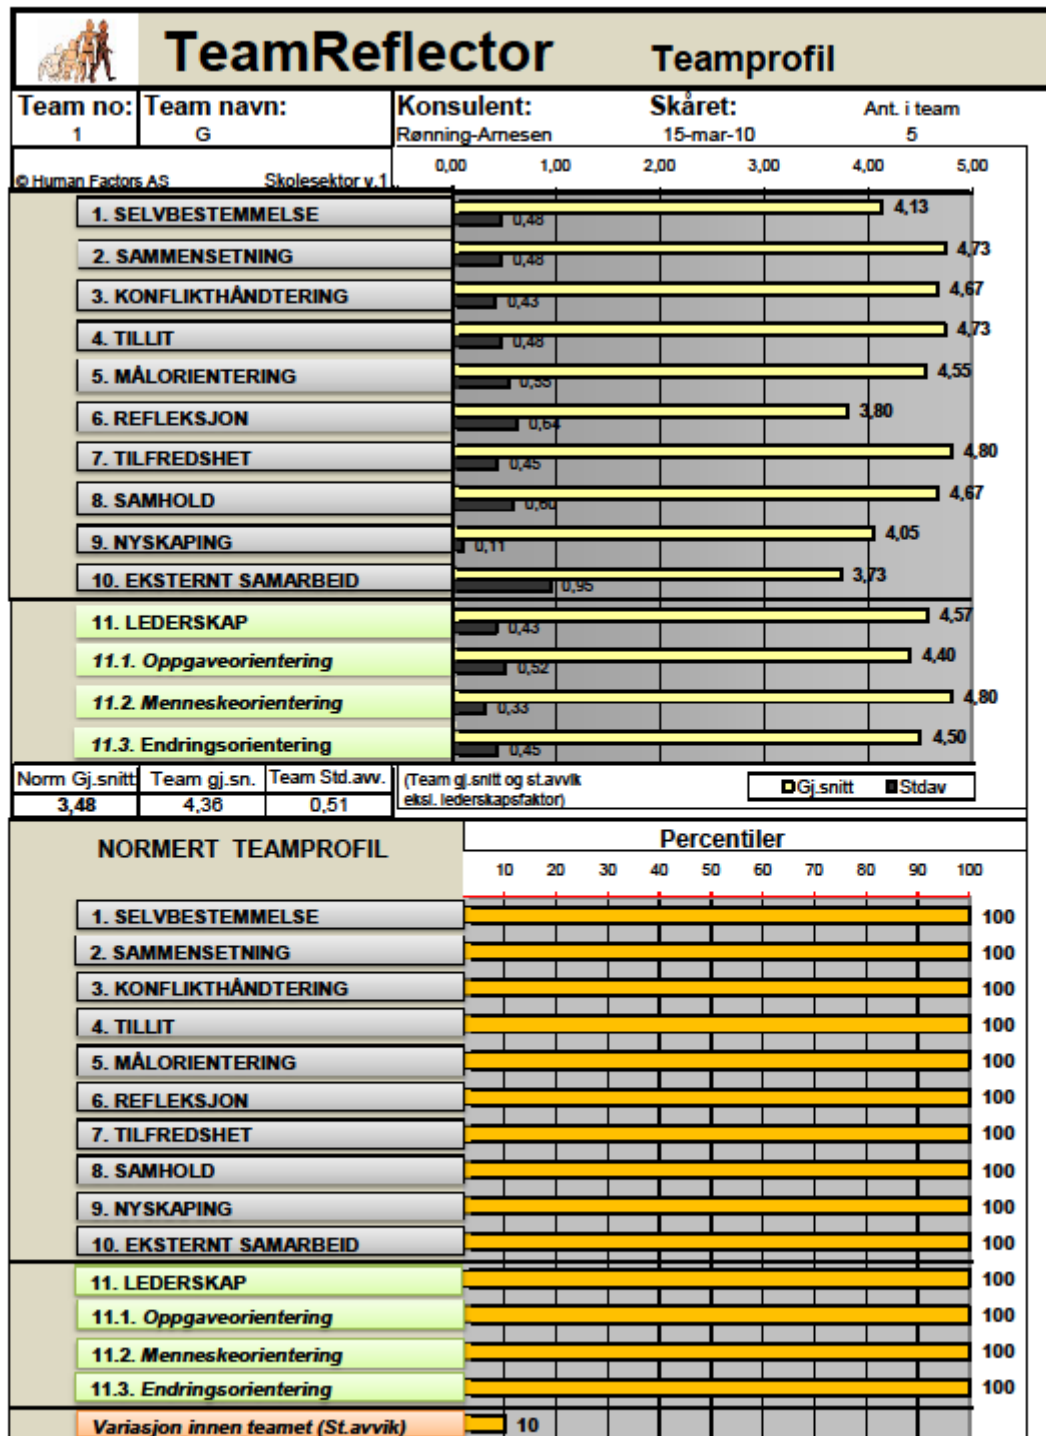 TeamReflector Teamprofil
Team no: Team navn: Konsulent: Skåret: Ant. i team
1 G Rønning-Arnesen 15-mar-10 5
0,00 1,00 2,00 3,00 4,00 5,00
© Human Factors AS Skolesektor v.1
1. SELVBESTEMMELSE 4,13
0,48
2. SAMMENSETNING 4,73
0,48
3. KONFLIKTHÅNDTERING 4,67
0,43
4. TILLIT 4,73
0,48
5. MÅLORIENTERING 4,55
0,55
6. REFLEKSJON 3,80
0,64
7. TILFREDSHET 4,80
0,45
8. SAMHOLD 4,67
0,60
9. NYSKAPING 4,05
0,11
10. EKSTERNT SAMARBEID 3,73
0,95
11. LEDERSKAP 4,57
0,43
11.1. Oppgaveorientering 4,40
0,52
11.2. Menneskeorientering 4,80
0,33
11.3. Endringsorientering 4,50
0,45
Norm Gj.snitt: Team gj.sn. Team Std.avv. (Team gj.snitt og st.avvik
3,48 4,36 0,51 eksl. lederskapsfaktor)
Gj.snitt Stdav
NORMERT TEAMPROFIL Percentiler
10 20 30 40 50 60 70 80 90 100
1. SELVBESTEMMELSE 100
2. SAMMENSETNING 100
3. KONFLIKTHÅNDTERING 100
4. TILLIT 100
5. MÅLORIENTERING 100
6. REFLEKSJON 100
7. TILFREDSHET 100
8. SAMHOLD 100
9. NYSKAPING 100
10. EKSTERNT SAMARBEID 100
11. LEDERSKAP 100
11.1. Oppgaveorientering 100
11.2. Menneskeorientering 100
11.3. Endringsorientering 100
Variasjon innen teamet (St.avvik) 10